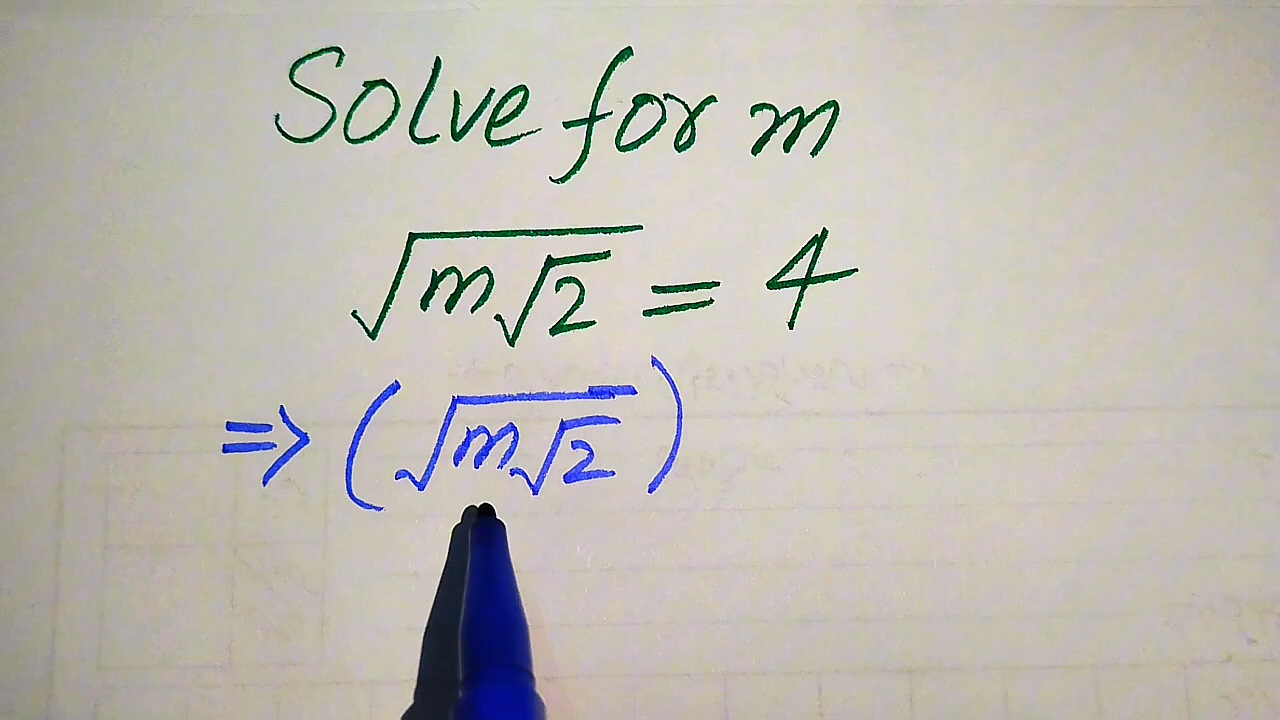 Solve for m
√(m√2) = 4
⇒ (√(m√2))